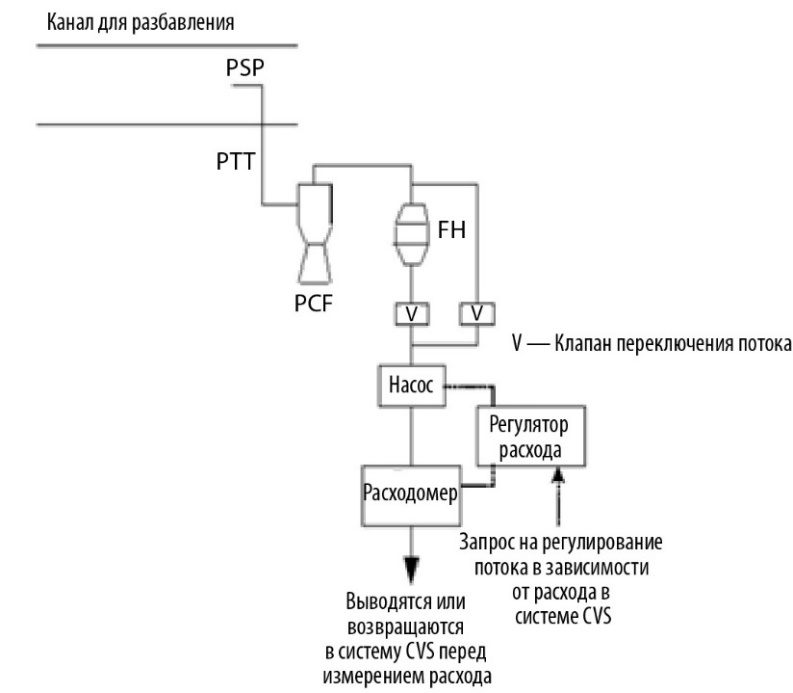 Канал для разбавления
PSP
PTT
PCF
FH
V
V
V — Клапан переключения потока
Насос
Регулятор
расхода
Расходомер
Запрос на регулирование
потока в зависимости
от расхода в
системе CVS
Выводятся или
возвращаются
в систему CVS перед
измерением расхода